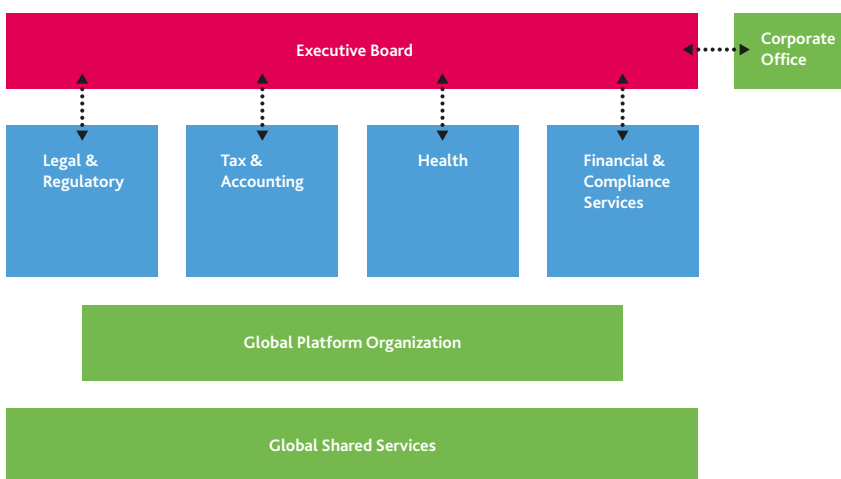 Executive Board
Corporate
Office
Legal &
Regulatory
Tax &
Accounting
Health
Financial &
Compliance
Services
Global Platform Organization
Global Shared Services